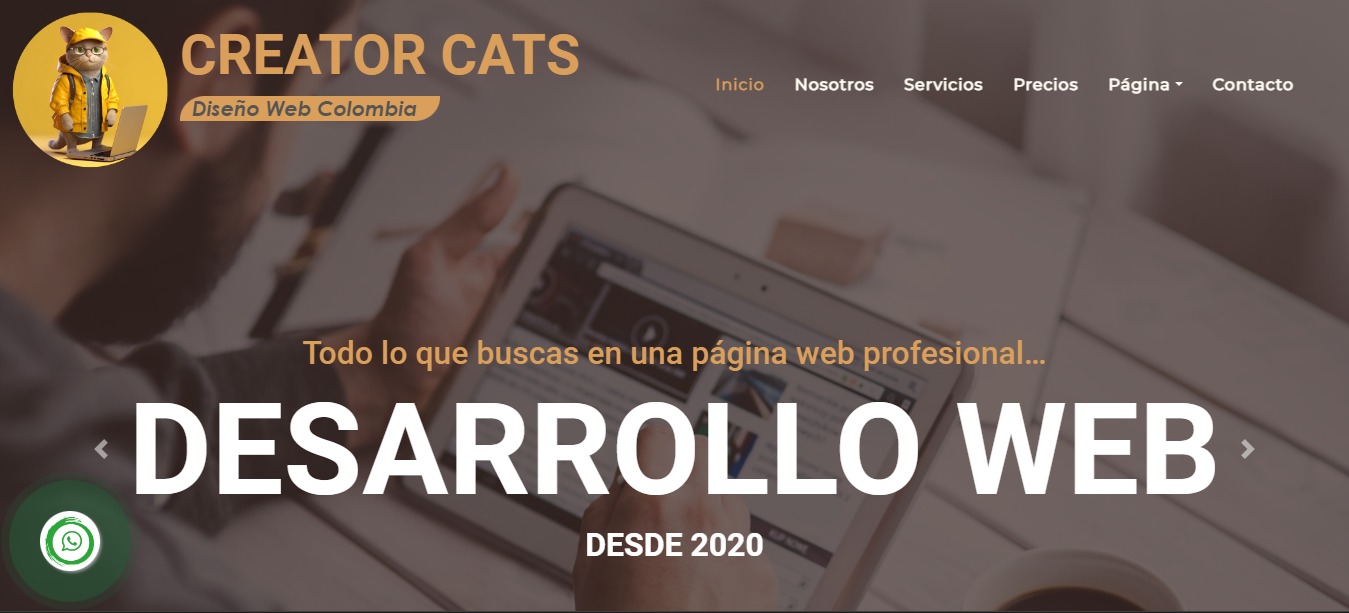 CREATOR CATS
Diseño Web Colombia
Inicio Nosotros Servicios Precios Página Contacto
Todo lo que buscas en una página web profesional...
DESARROLLO WEB
DESDE 2020